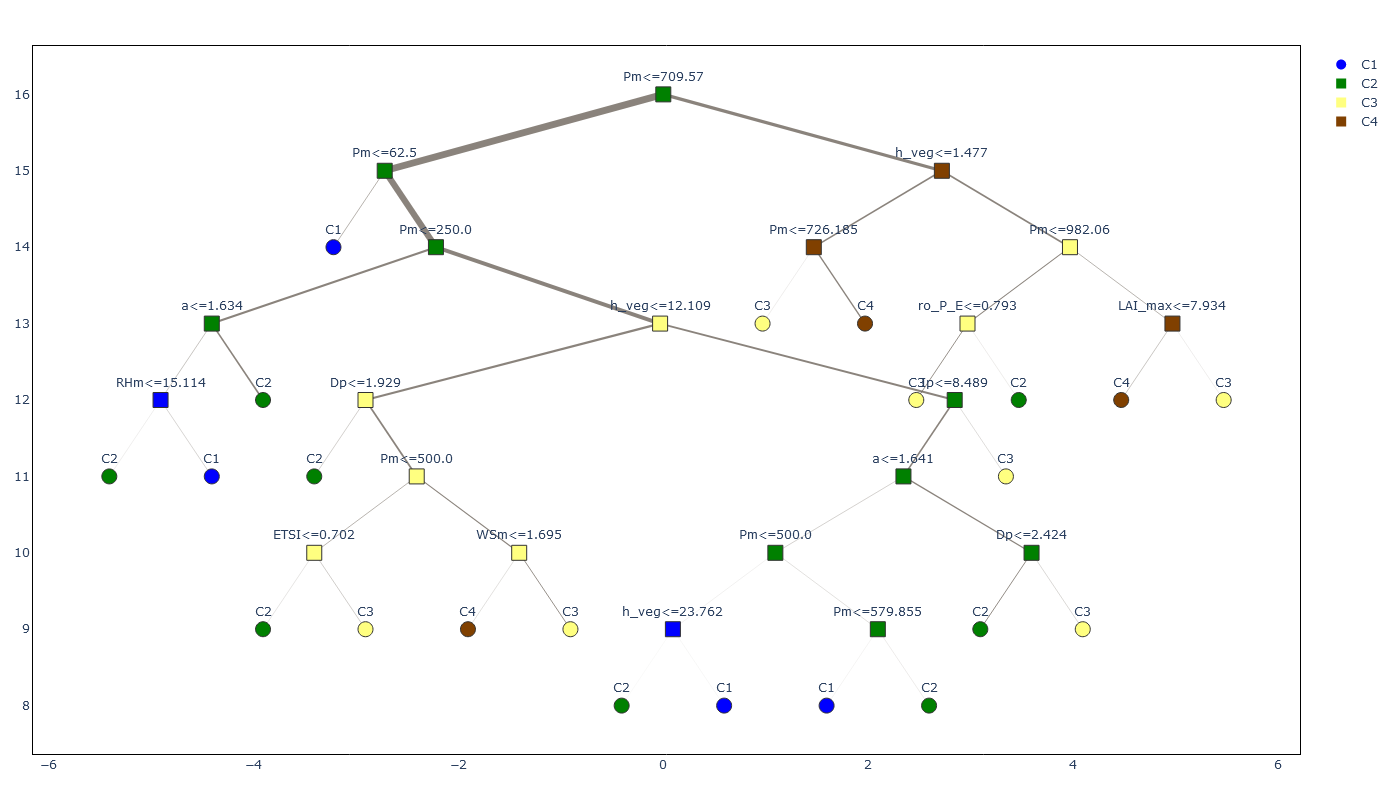 Pm<=709.57
C1
C2
C3
C4
16
Pm<=62.5
h_veg<=1.477
15
C1
Pm<=250.0
Pm<=726.185
Pm<=982.06
14
a<=1.634
h_veg<=12.109
C3
C4
ro_P_E<=0.793
LAI_max<=7.934
13
RHm<=15.114
C2
Dp<=1.929
C3
<=8.489
C2
C4
C3
12
C2
C1
C2
Pm<=500.0
a<=1.641
C3
11
ETSI<=0.702
WSm<=1.695
Pm<=500.0
Dp<=2.424
10
C2
C3
C4
C3
h_veg<=23.762
Pm<=579.855
C2
C3
9
C2
C1
C1
C2
8
−6
−4
−2
0
2
4
6